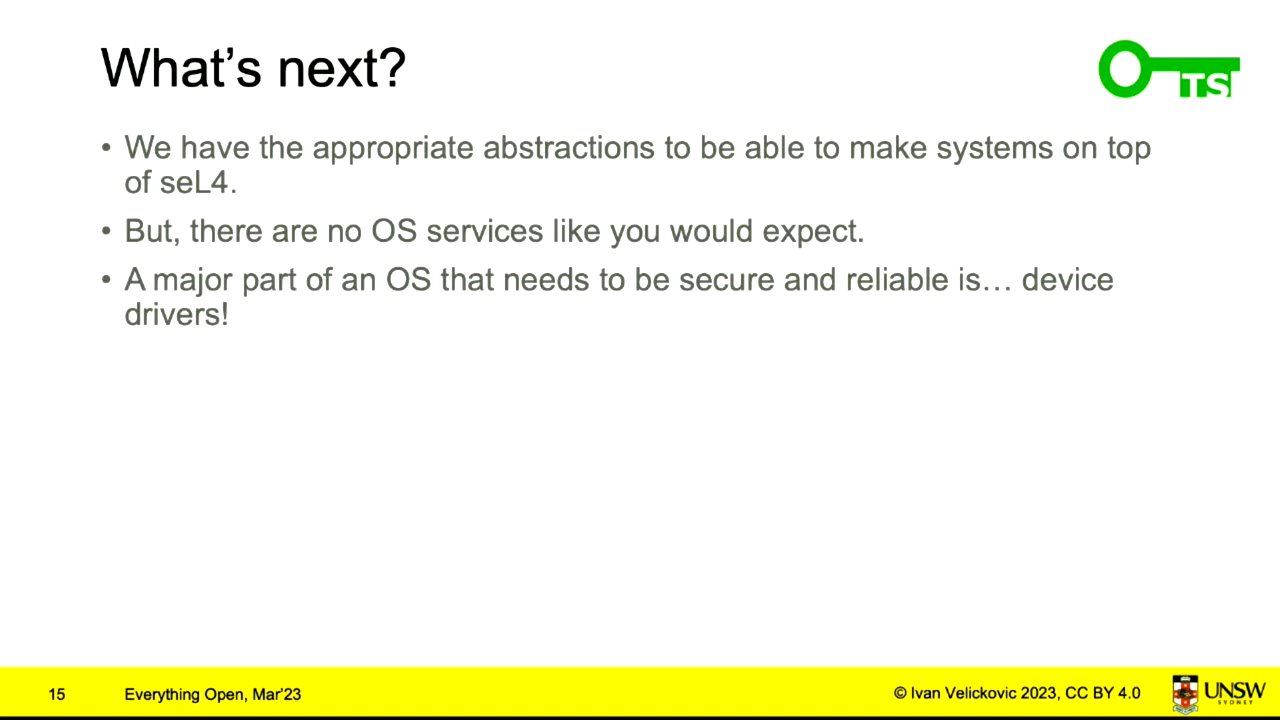 What’s next?
TS
• We have the appropriate abstractions to be able to make systems on top
of seL4.
• But, there are no OS services like you would expect.
• A major part of an OS that needs to be secure and reliable is… device
drivers!
15
Everything Open, Mar’23
© Ivan Velickovic 2023, CC BY 4.0
UNSW
SYDNEY